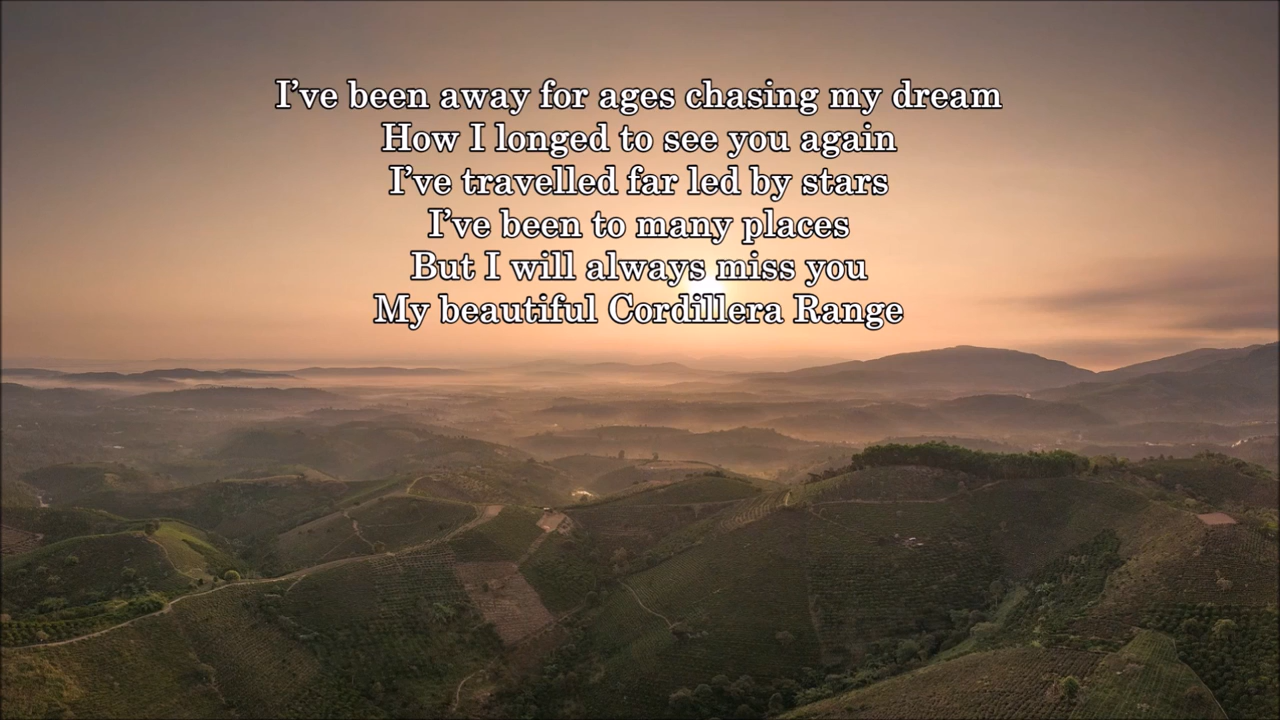 I’ve been away for ages chasing my dream
How I longed to see you again
I’ve travelled far led by stars
I’ve been to many places
But I will always miss you
My beautiful Cordillera Range